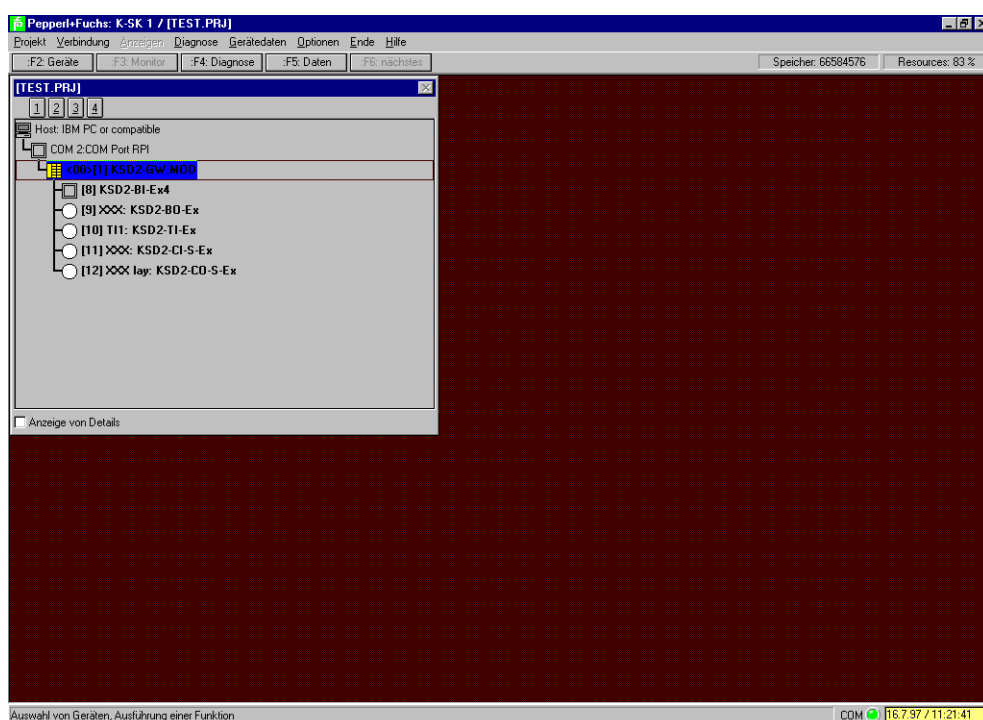 Pepperl+Fuchs: K-SK 1 / [TEST.PRJ]
Projekt Verbindung Anzeigen Diagnose Gerätedaten Optionen Ende Hilfe
:F2: Geräte :F3: Monitor :F4: Diagnose :F5: Daten :F6: nächstes Speicher: 66584576 Resources: 83 %
[TEST.PRJ]
1 2 3 4
Host: IBM PC or compatible
COM 2:COM Port RPI
<00>[1] KSD2-GW.MOD
[8] KSD2-BI-Ex4
[9] XXX: KSD2-BO-Ex
[10] TI1: KSD2-TI-Ex
[11] XXX: KSD2-CI-S-Ex
[12] XXX lay: KSD2-CO-S-Ex
Anzeige von Details
Auswahl von Geräten, Ausführung einer Funktion COM 16.7.97 / 11:21:41